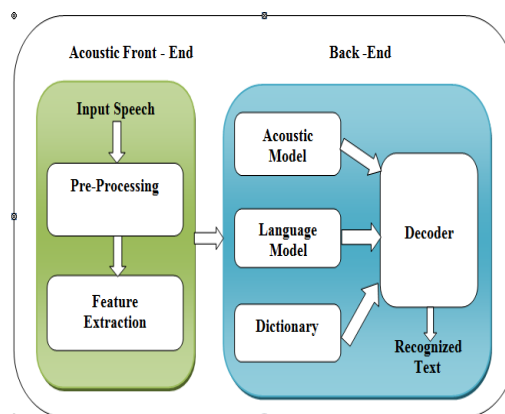 Acoustic Front - End
Back -End
Input Speech
Pre-Processing
Feature
Extraction
Acoustic
Model
Language
Model
Dictionary
Decoder
Recognized
Text